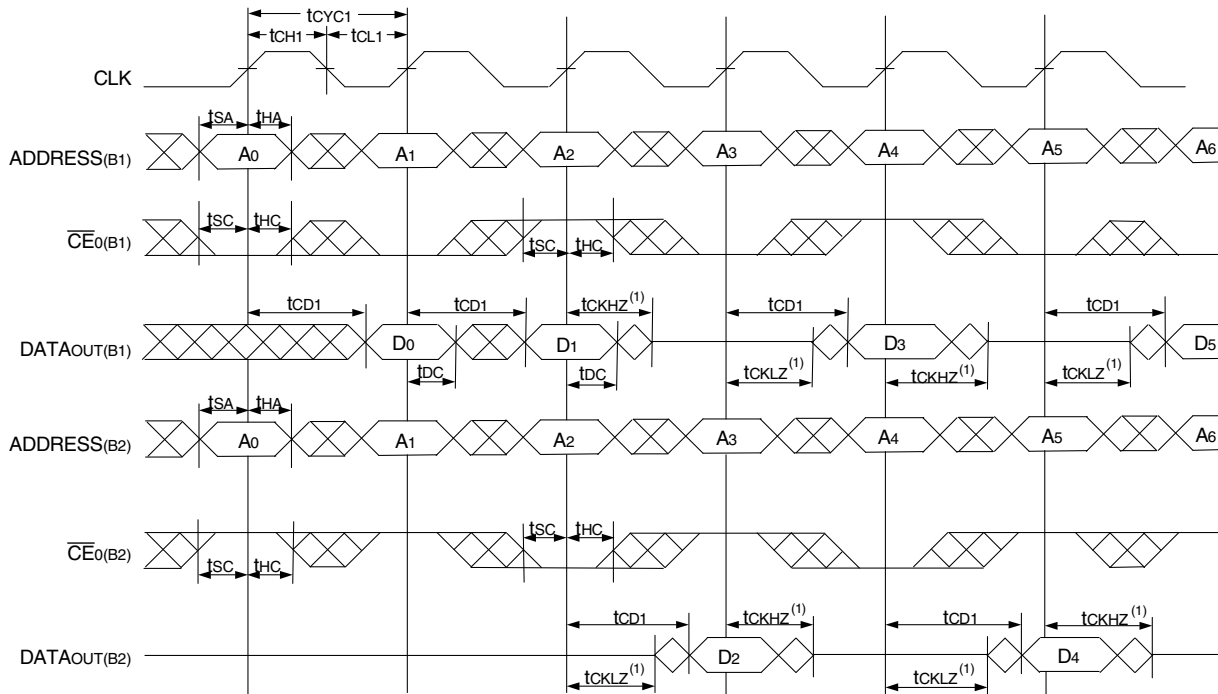 tCYC1
tCH1 tCL1
CLK
tSA tHA
ADDRESS(B1) A0 A1 A2 A3 A4 A5 A6
tSC tHC tSC tHC
CE0(B1)
tCD1 tCD1 tCKHZ(1) tCD1 tCD1
DATAOUT(B1) D0 D1 D3 D5
tDC tDC tCKLZ(1) tCKHZ(1) tCKLZ(1)
tSA tHA
ADDRESS(B2) A0 A1 A2 A3 A4 A5 A6
tSC tHC
CE0(B2)
tSC tHC
tCD1 tCKHZ(1) tCD1 tCKHZ(1)
DATAOUT(B2) D2 D4
tCKLZ(1) tCKLZ(1)